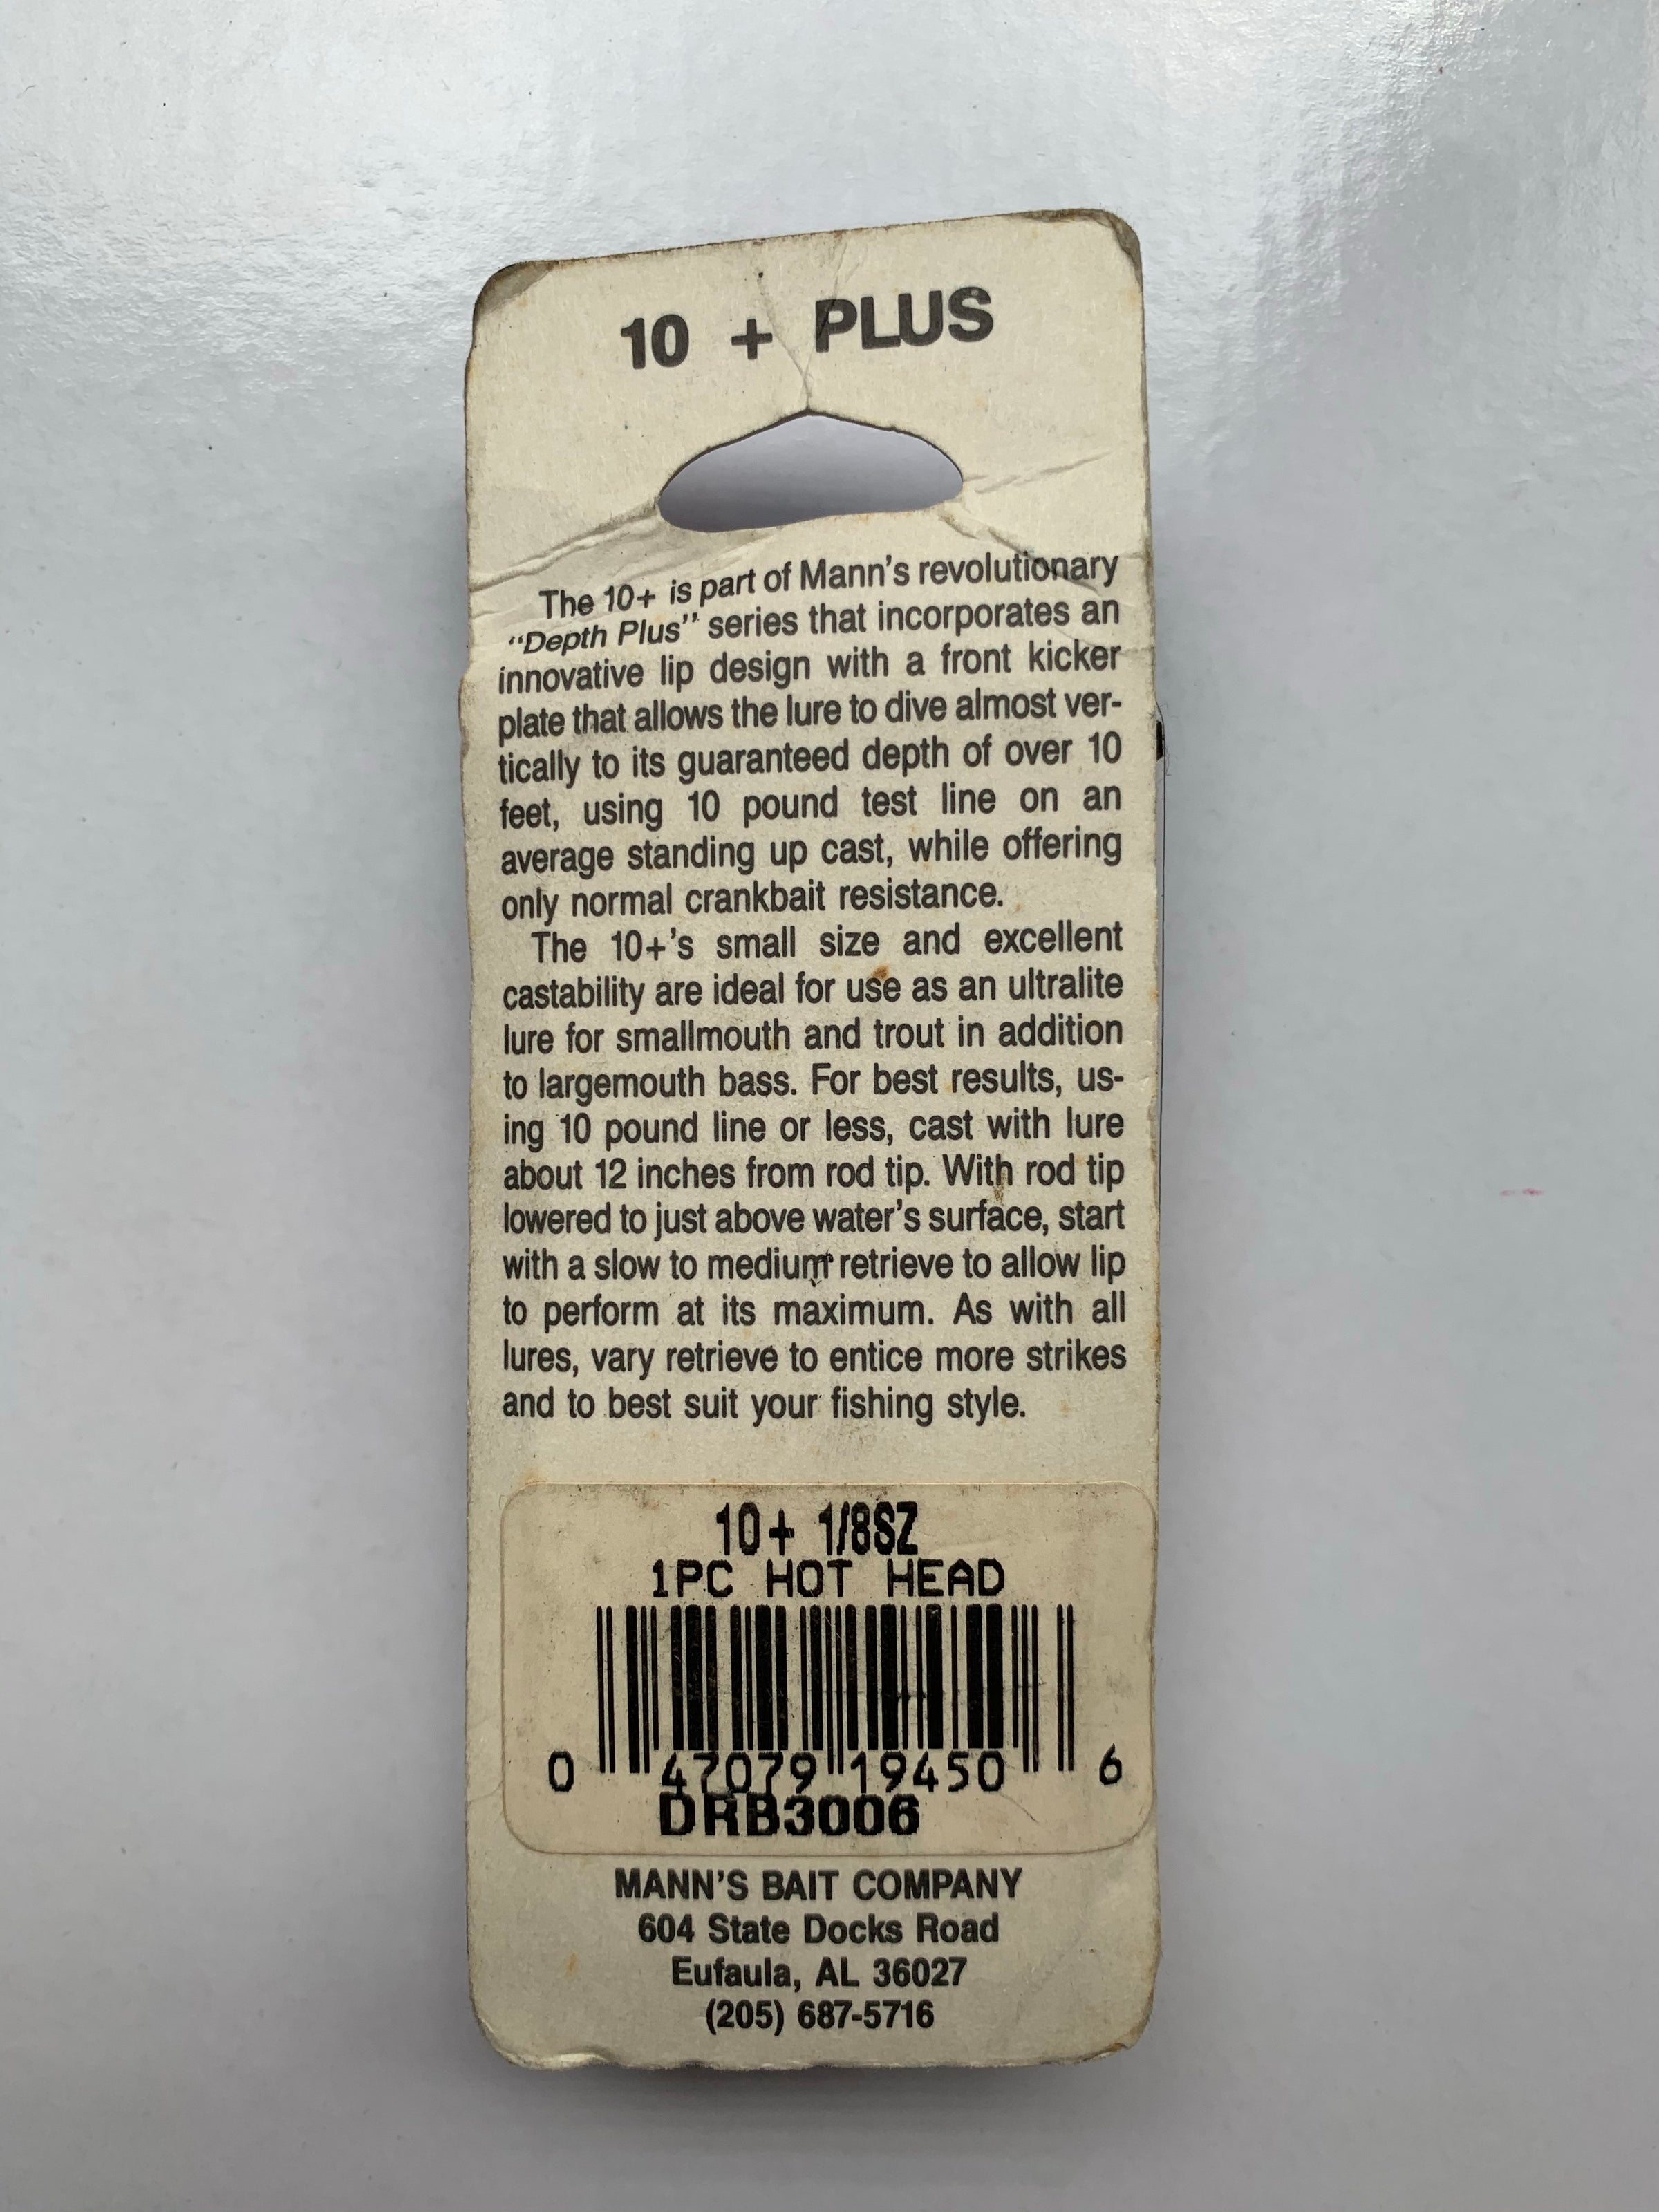 10 + PLUS
The 10+ is part of Mann's revolutionary
"Depth Plus" series that incorporates an
innovative lip design with a front kicker
plate that allows the lure to dive almost ver-
tically to its guaranteed depth of over 10
feet, using 10 pound test line on an
average standing up cast, while offering
only normal crankbait resistance.
The 10+'s small size and excellent
castability are ideal for use as an ultralite
lure for smallmouth and trout in addition
to largemouth bass. For best results, us-
ing 10 pound line or less, cast with lure
about 12 inches from rod tip. With rod tip
lowered to just above water's surface, start
with a slow to medium retrieve to allow lip
to perform at its maximum. As with all
lures, vary retrieve to entice more strikes
and to best suit your fishing style.
10+ 1/8SZ
1PC HOT HEAD
0 47079 19450 6
DRB3006
MANN'S BAIT COMPANY
604 State Docks Road
Eufaula, AL 36027
(205) 687-5716